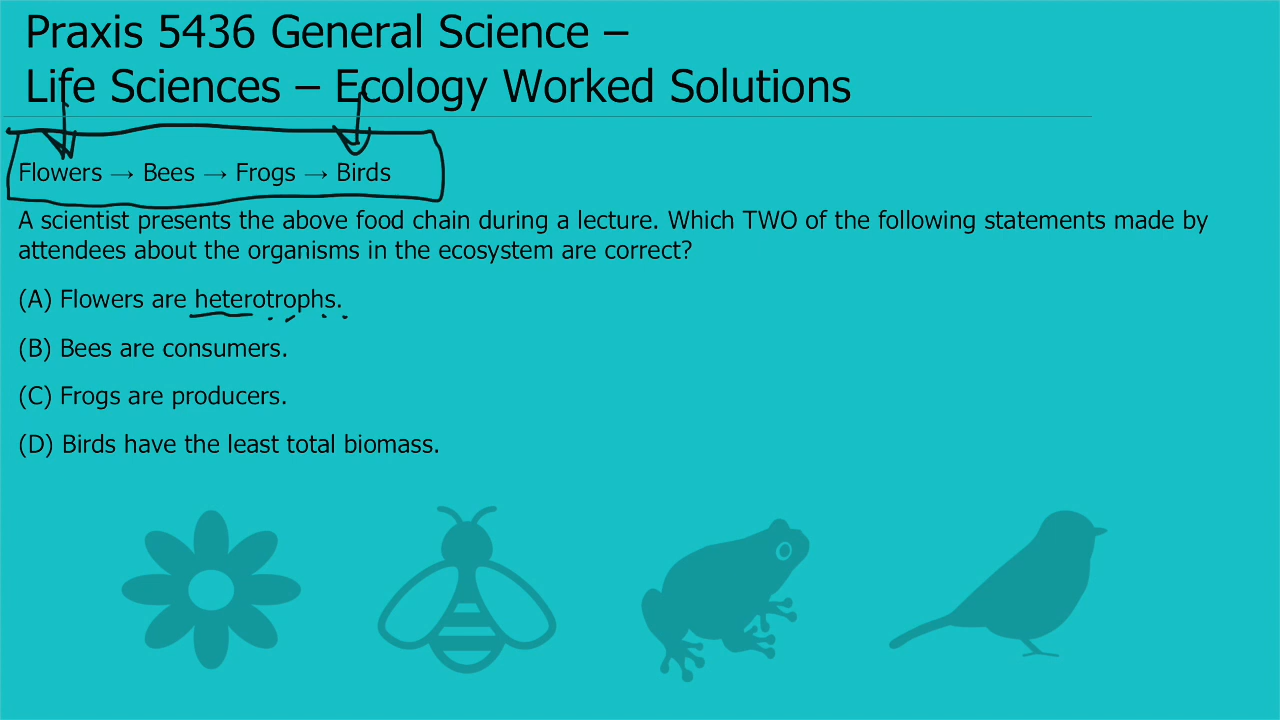 Praxis 5436 General Science –
Life Sciences – Ecology Worked Solutions
Flowers → Bees → Frogs → Birds
A scientist presents the above food chain during a lecture. Which TWO of the following statements made by
attendees about the organisms in the ecosystem are correct?
(A) Flowers are heterotrophs.
(B) Bees are consumers.
(C) Frogs are producers.
(D) Birds have the least total biomass.